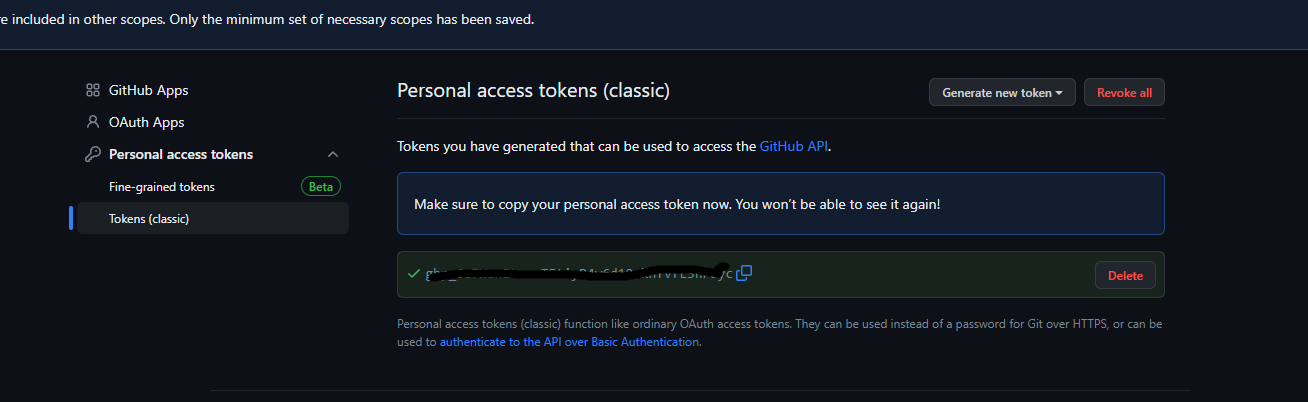 re included in other scopes. Only the minimum set of necessary scopes has been saved.
GitHub Apps
OAuth Apps
Personal access tokens
Fine-grained tokens Beta
Tokens (classic)
Personal access tokens (classic)
Generate new token
Revoke all
Tokens you have generated that can be used to access the GitHub API.
Make sure to copy your personal access token now. You won’t be able to see it again!
Delete
Personal access tokens (classic) function like ordinary OAuth access tokens. They can be used instead of a password for Git over HTTPS, or can be
used to authenticate to the API over Basic Authentication.